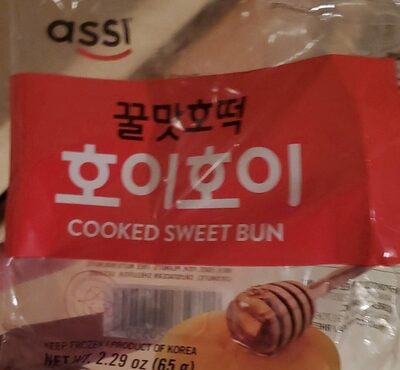 assi
꿀맛호떡
호이호이
COOKED SWEET BUN
KEEP FROZEN / PRODUCT OF KOREA
NET WT. 2.29 oz (65 g)